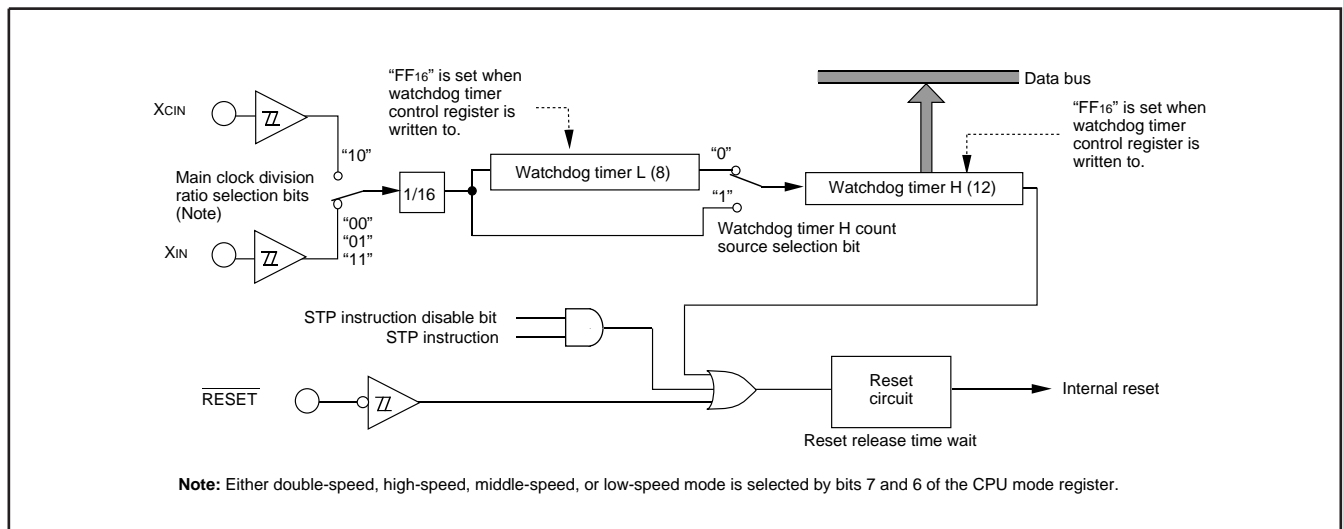 “FF16” is set when
watchdog timer
control register is
written to.
Data bus
“FF16” is set when
watchdog timer
control register is
written to.
XCIN
“10”
“0”
Main clock division
ratio selection bits
(Note)
1/16
Watchdog timer L (8)
Watchdog timer H (12)
“1”
“00”
“01”
“11”
Watchdog timer H count
source selection bit
XIN
STP instruction disable bit
STP instruction
RESET
Reset
circuit
Internal reset
Reset release time wait
Note: Either double-speed, high-speed, middle-speed, or low-speed mode is selected by bits 7 and 6 of the CPU mode register.